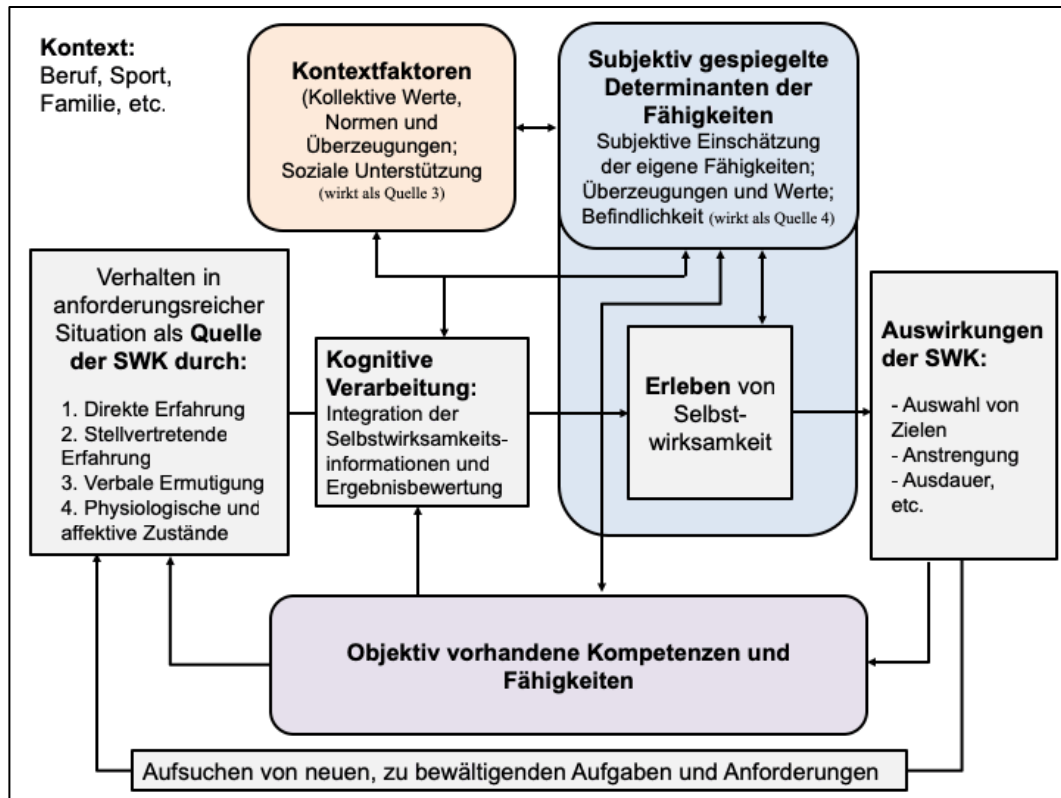 Kontext:
Beruf, Sport,
Familie, etc.
Kontextfaktoren
(Kollektive Werte,
Normen und
Überzeugungen;
Soziale Unterstützung
(wirkt als Quelle 3)
Subjektiv gespiegelte
Determinanten der
Fähigkeiten
Subjektive Einschätzung
der eigene Fähigkeiten;
Überzeugungen und Werte;
Befindlichkeit (wirkt als Quelle 4)
Verhalten in
anforderungsreicher
Situation als Quelle
der SWK durch:
1. Direkte Erfahrung
2. Stellvertretende
Erfahrung
3. Verbale Ermutigung
4. Physiologische und
affektive Zustände
Kognitive
Verarbeitung:
Integration der
Selbstwirksamkeits-
informationen und
Ergebnisbewertung
Erleben von
Selbst-
wirksamkeit
Auswirkungen
der SWK:
- Auswahl von
Zielen
- Anstrengung
- Ausdauer,
etc.
Objektiv vorhandene Kompetenzen und
Fähigkeiten
Aufsuchen von neuen, zu bewältigenden Aufgaben und Anforderungen